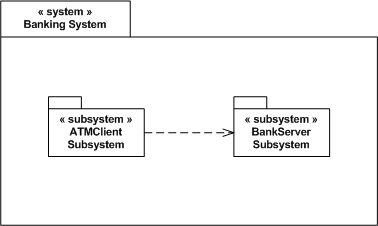 « system »
Banking System
« subsystem »
ATMClient
Subsystem
« subsystem »
BankServer
Subsystem